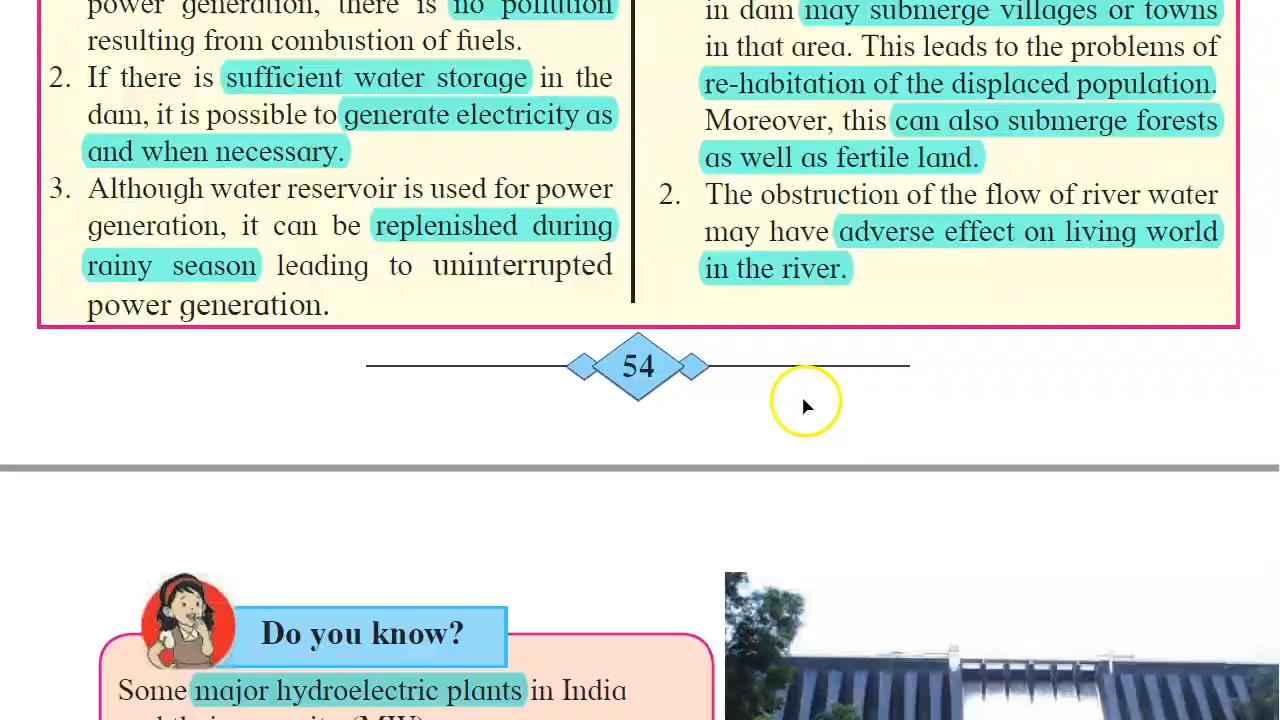 power generation, there is no pollution
resulting from combustion of fuels.
2. If there is sufficient water storage in the
dam, it is possible to generate electricity as
and when necessary.
3. Although water reservoir is used for power
generation, it can be replenished during
rainy season leading to uninterrupted
power generation.
in dam may submerge villages or towns
in that area. This leads to the problems of
re-habitation of the displaced population.
Moreover, this can also submerge forests
as well as fertile land.
2. The obstruction of the flow of river water
may have adverse effect on living world
in the river.
54
Do you know?
Some major hydroelectric plants in India
and their capacity (MW)